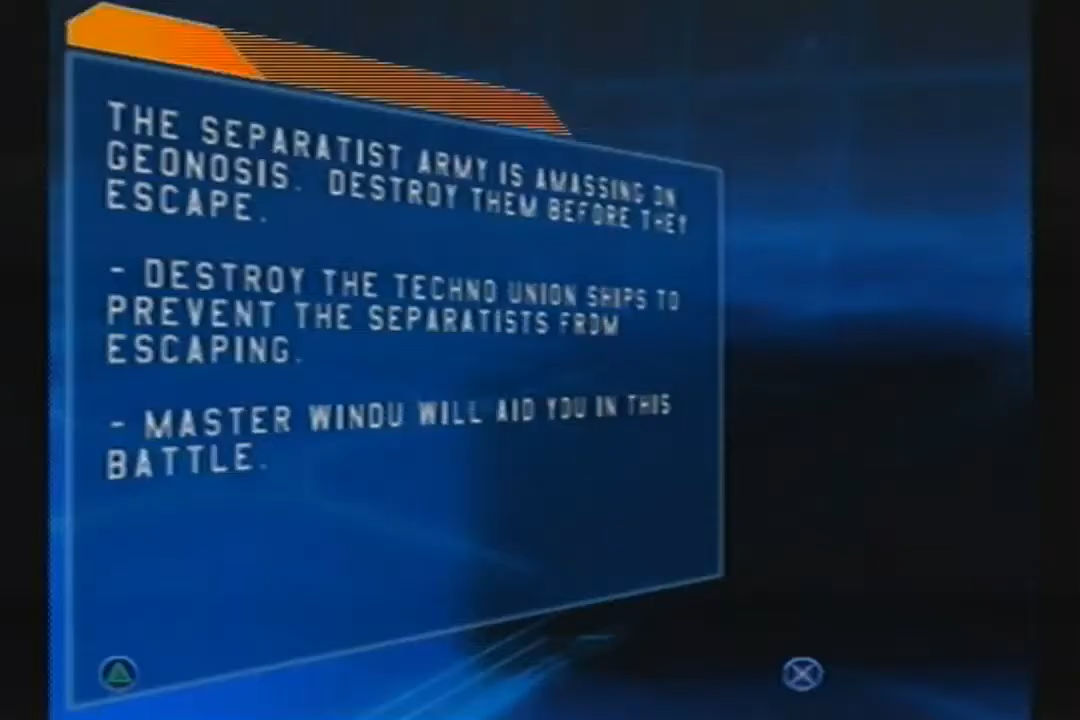 THE SEPARATIST ARMY IS AMASSING ON
GEONOSIS. DESTROY THEM BEFORE THEY
ESCAPE.
- DESTROY THE TECHNO UNION SHIPS TO
PREVENT THE SEPARATISTS FROM
ESCAPING.
- MASTER WINDU WILL AID YOU IN THIS
BATTLE.